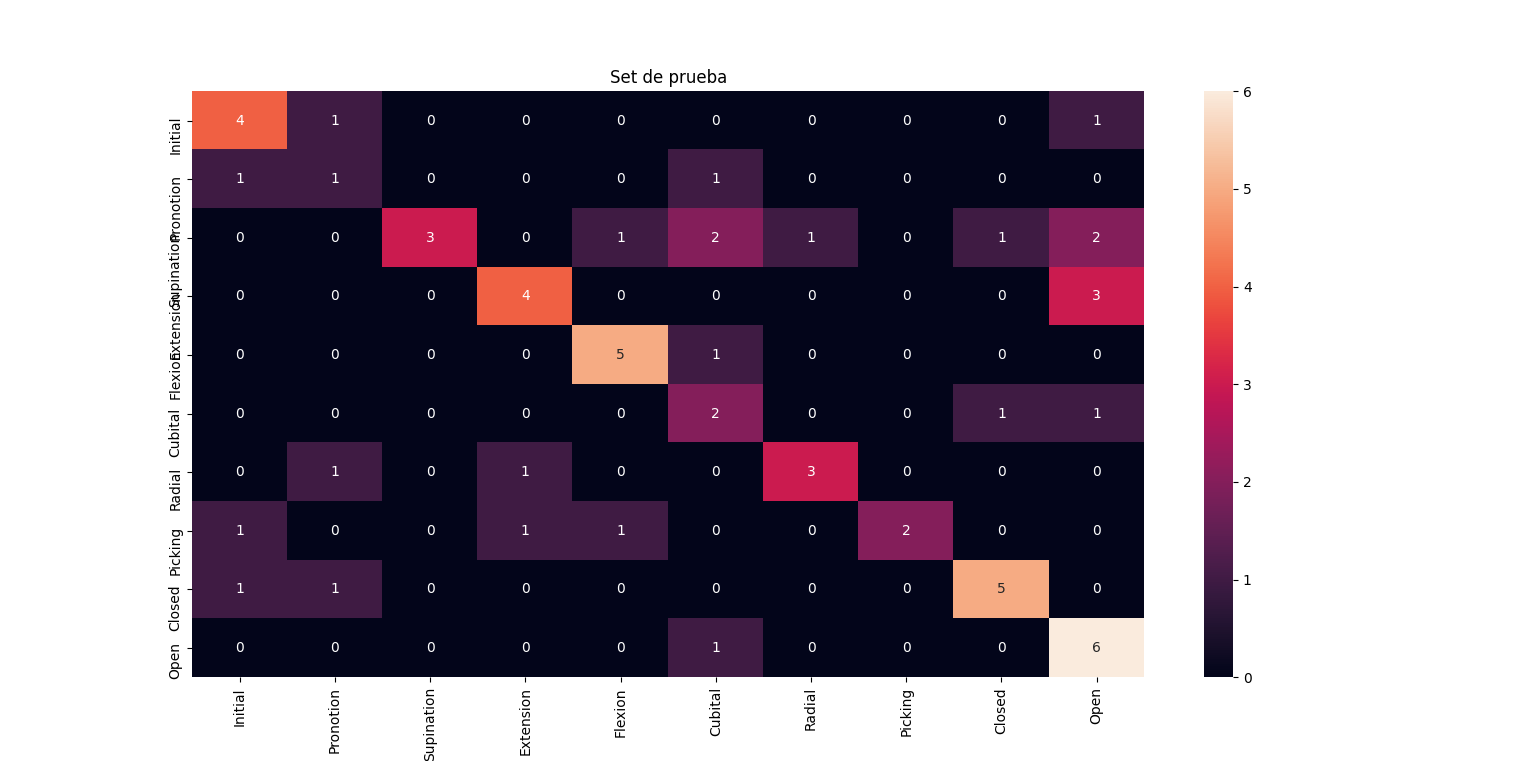 Set de prueba
Initial 4 1 0 0 0 0 0 0 0 1
Pronotion 1 1 0 0 0 1 0 0 0 0
Supination 0 0 3 0 1 2 1 0 1 2
Extension 0 0 0 4 0 0 0 0 0 3
Flexion 0 0 0 0 5 1 0 0 0 0
Cubital 0 0 0 0 0 2 0 0 1 1
Radial 0 1 0 1 0 0 3 0 0 0
Picking 1 0 0 1 1 0 0 2 0 0
Closed 1 1 0 0 0 0 0 0 5 0
Open 0 0 0 0 0 1 0 0 0 6
Initial Pronotion Supination Extension Flexion Cubital Radial Picking Closed Open
6
5
4
3
2
1
0